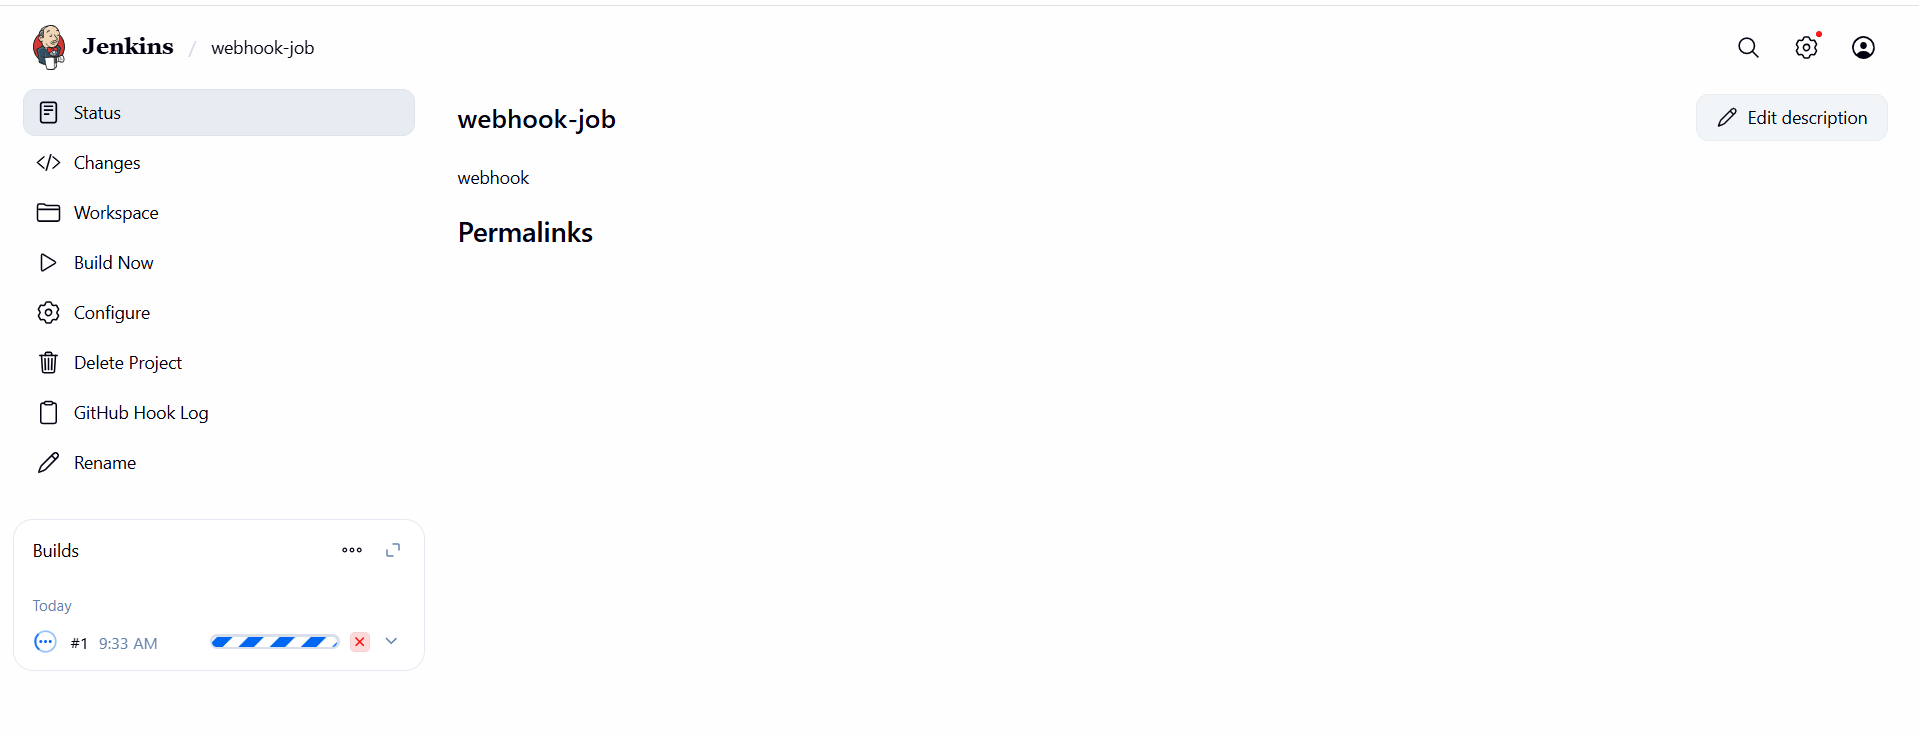 Jenkins / webhook-job
Status
Changes
Workspace
Build Now
Configure
Delete Project
GitHub Hook Log
Rename
Builds
Today
#1 9:33 AM
webhook-job
Edit description
webhook
Permalinks